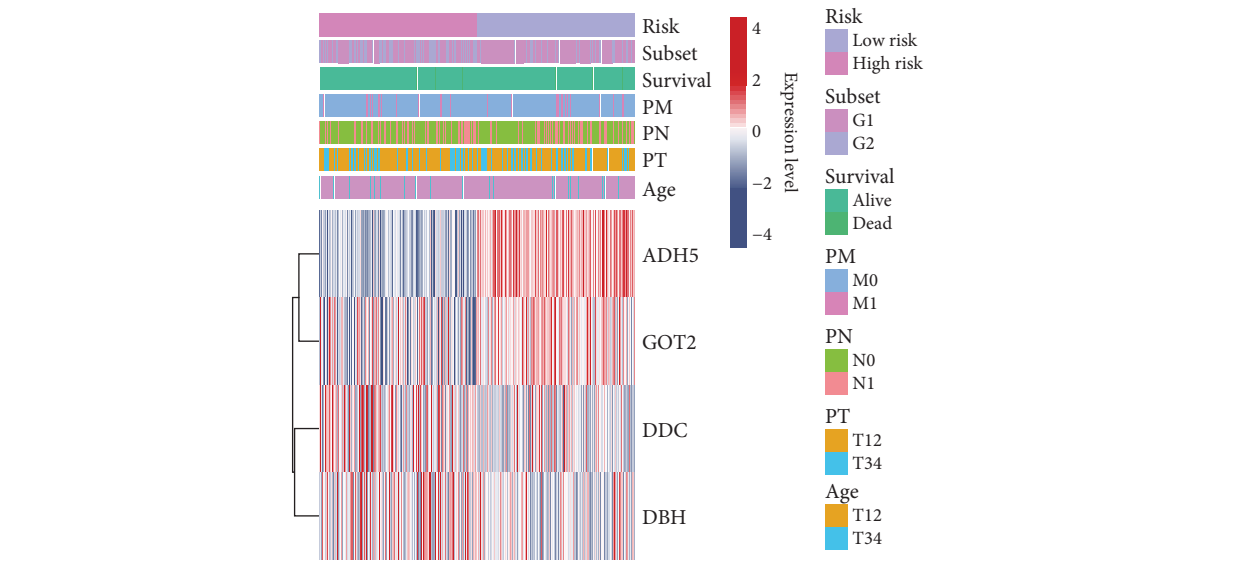 Risk
Subset
Survival
PM
PN
PT
Age
ADH5
GOT2
DDC
DBH
4
2
0
−2
−4
Expression level
Risk
Low risk
High risk
Subset
G1
G2
Survival
Alive
Dead
PM
M0
M1
PN
N0
N1
PT
T12
T34
Age
T12
T34